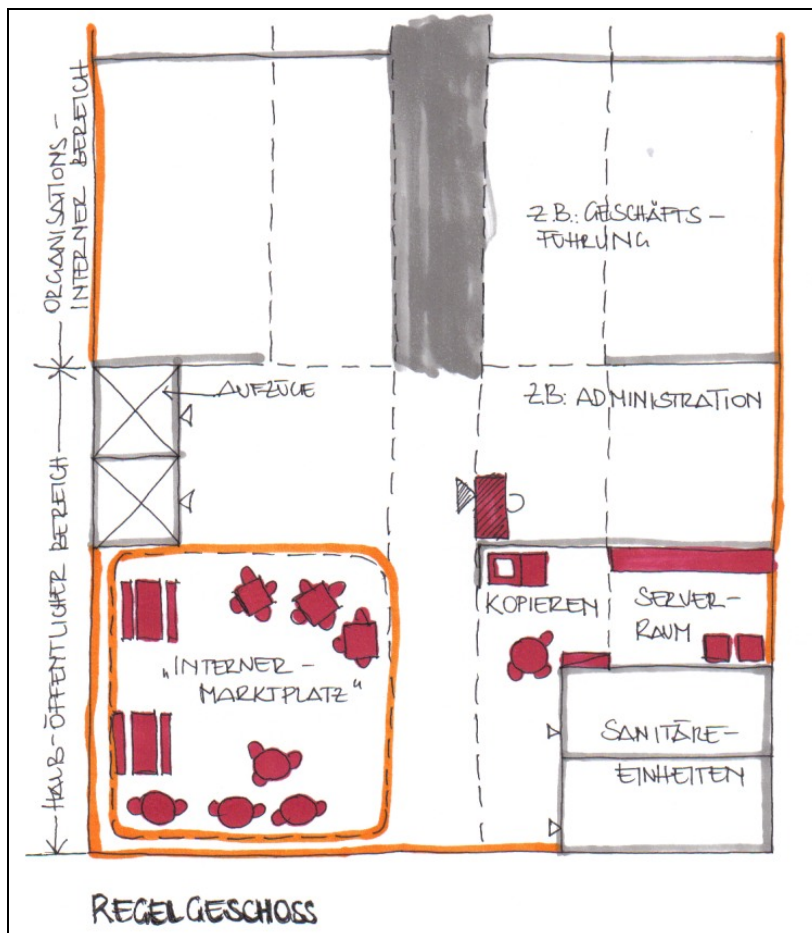 ORGANISATIONS-
INTERNER BEREICH
Z.B.: GESCHÄFTS-
FÜHRUNG
AUFZÜGE
Z.B: ADMINISTRATION
HALB-ÖFFENTLICHER BEREICH
KOPIEREN
SERVER-
RAUM
„INTERNER-
MARKTPLATZ“
SANITÄRE-
EINHEITEN
REGELGESCHOSS